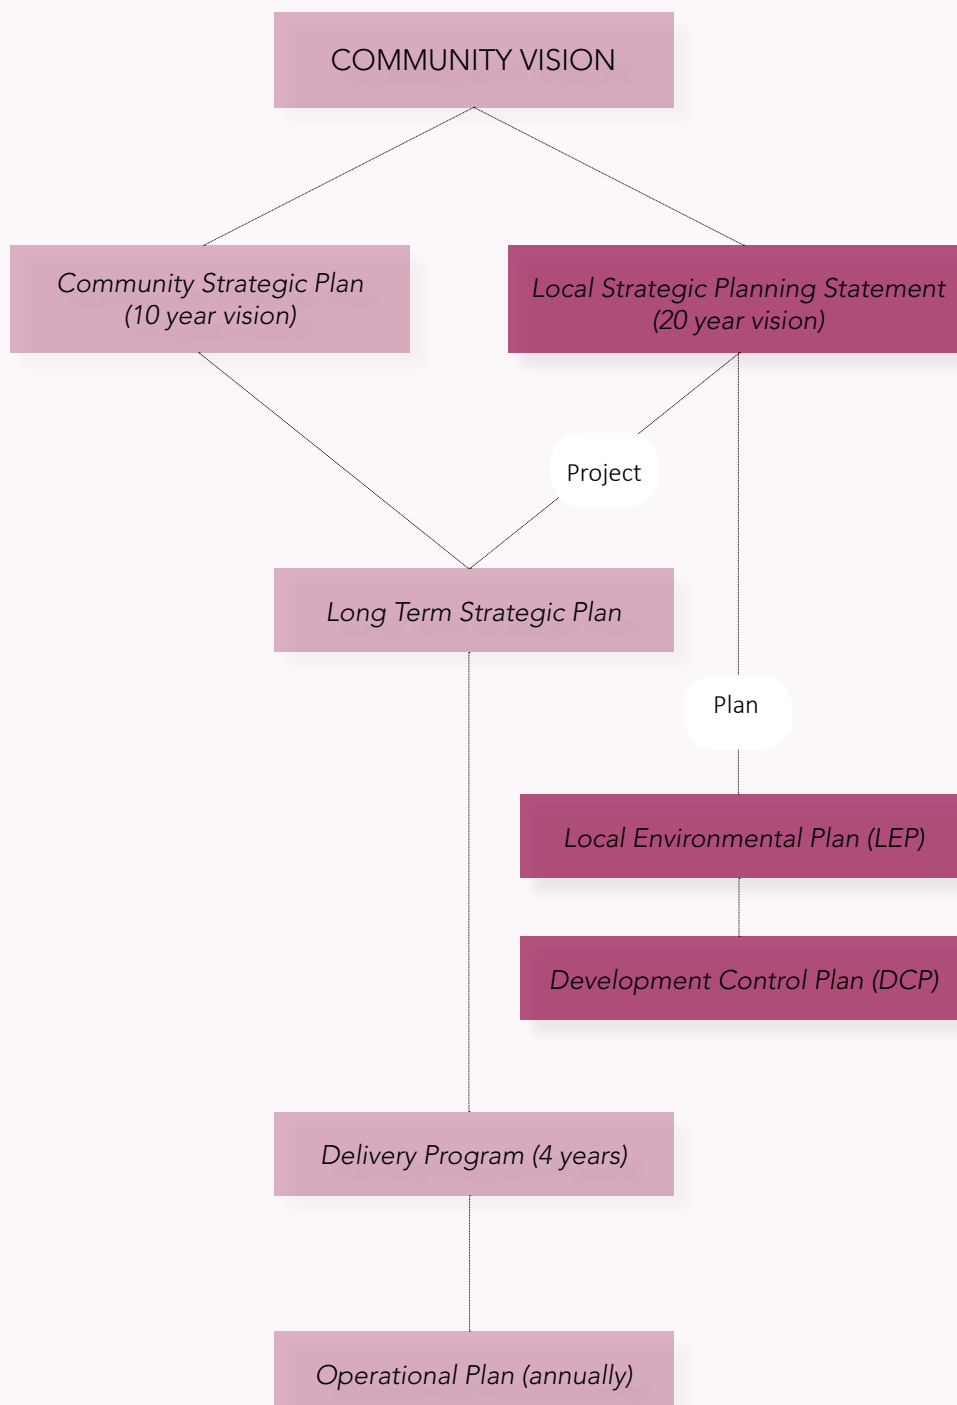 COMMUNITY VISION
Community Strategic Plan
(10 year vision)
Local Strategic Planning Statement
(20 year vision)
Project
Long Term Strategic Plan
Plan
Local Environmental Plan (LEP)
Development Control Plan (DCP)
Delivery Program (4 years)
Operational Plan (annually)